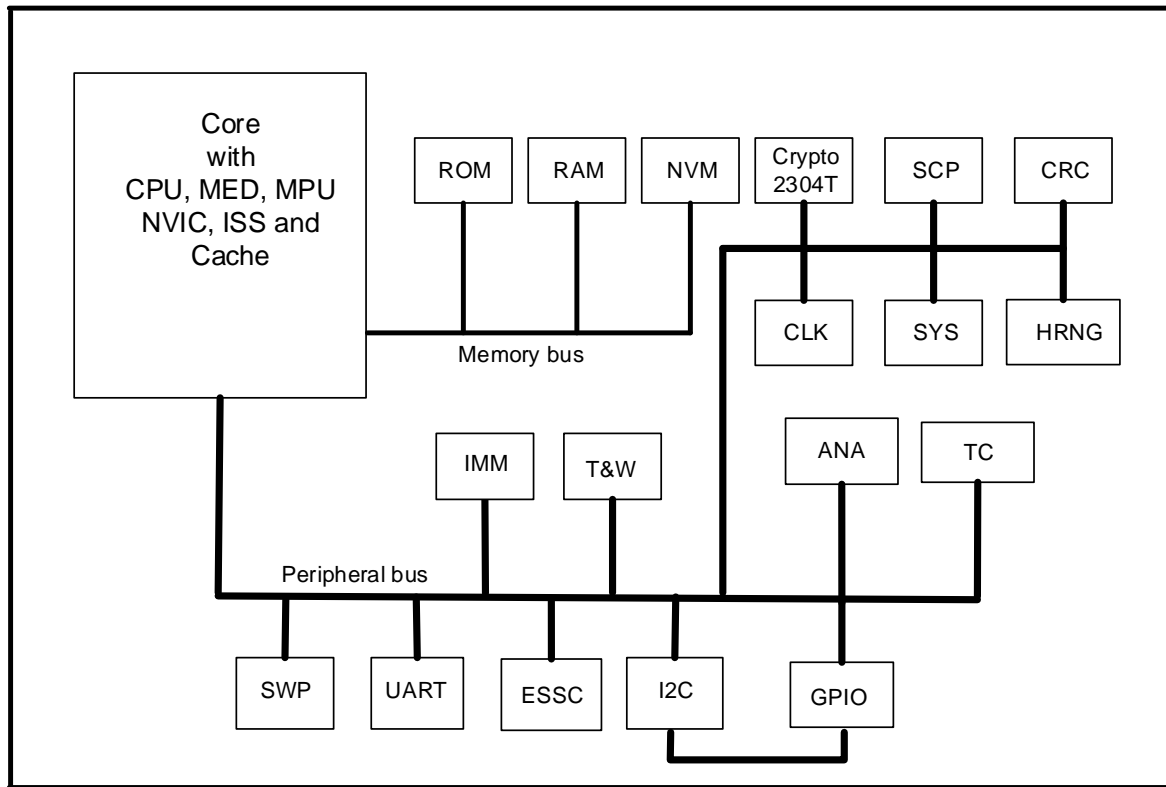 Core
with
CPU, MED, MPU
NVIC, ISS and
Cache
ROM
RAM
NVM
Crypto
2304T
SCP
CRC
CLK
SYS
HRNG
Memory bus
IMM
T&W
ANA
TC
Peripheral bus
SWP
UART
ESSC
I2C
GPIO